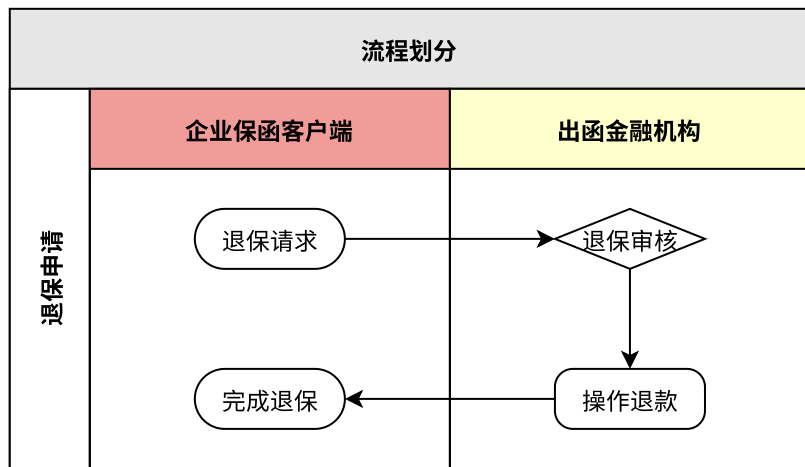 流程划分
企业保函客户端
出函金融机构
退保申请
退保请求
退保审核
完成退保
操作退款